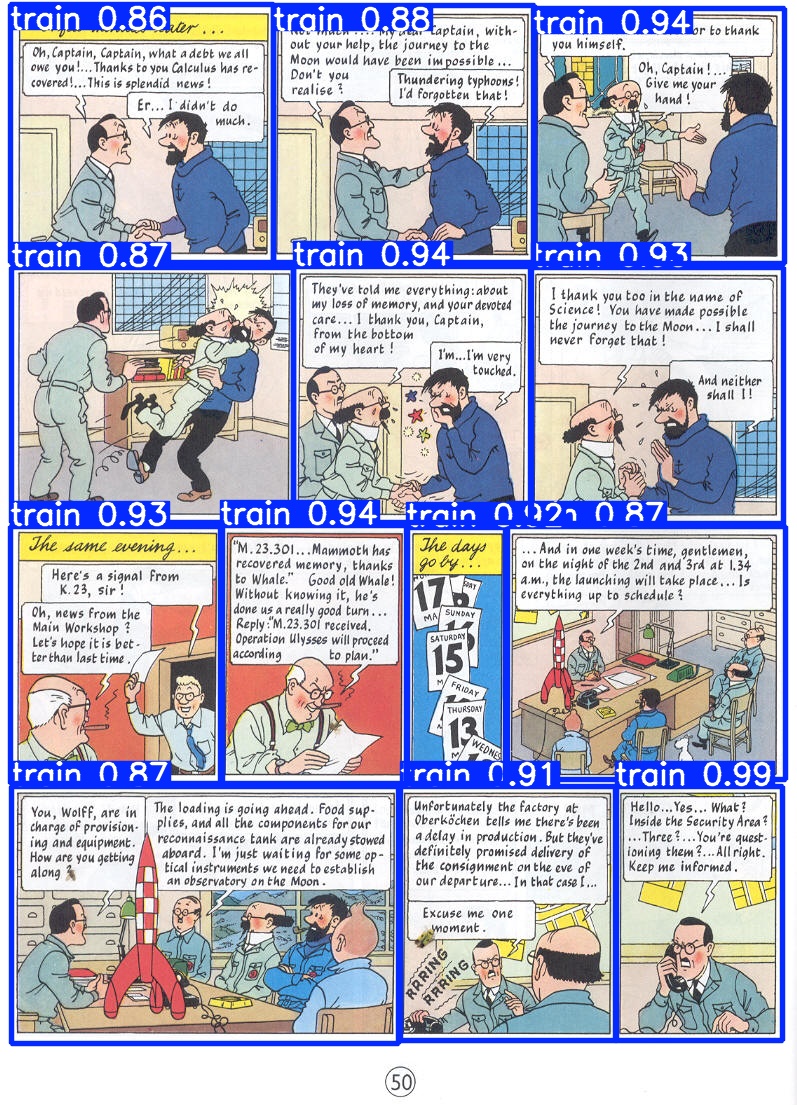 train 0.86
later ...
Oh, Captain, Captain, what a debt we all
owe you!... Thanks to you Calculus has re-
covered!... This is splendid news!
Er... I didn't do
much.
train 0.88
Captain, with-
out your help, the journey to the
Moon would have been impossible...
Don't you
realise?
Thundering typhoons!
I'd forgotten that!
train 0.94
to thank
you himself.
Oh, Captain!...
Give me your
hand!
train 0.87
train 0.94
They've told me everything: about
my loss of memory, and your devoted
care... I thank you, Captain,
from the bottom
of my heart!
I'm...I'm very
touched.
train 0.93
I thank you too in the name of
Science! You have made possible
the journey to the Moon... I shall
never forget that!
And neither
shall I!
train 0.93
The same evening...
Here's a signal from
K.23, sir!
Oh, news from the
Main Workshop?
Let's hope it is bet-
ter than last time.
train 0.94
"M.23.301...Mammoth has
recovered memory, thanks
to Whale." Good old Whale!
Without knowing it, he's
done us a really good turn...
Reply: "M.23.301 received.
Operation Ulysses will proceed
according to plan."
train 0.92
The days
go by...
17
SUNDAY
SATURDAY
15
FRIDAY
THURSDAY
13
0.87
...And in one week's time, gentlemen,
on the night of the 2nd and 3rd at 1.34
a.m., the launching will take place... Is
everything up to schedule?
train 0.87
You, Wolff, are in
charge of provision-
ing and equipment.
How are you getting
along?
The loading is going ahead. Food sup-
plies, and all the components for our
reconnaissance tank are already stowed
aboard. I'm just waiting for some op-
tical instruments we need to establish
an observatory on the Moon.
train 0.91
Unfortunately the factory at
Oberköchen tells me there's been
a delay in production. But they've
definitely promised delivery of
the consignment on the eve of
our departure... In that case I...
Excuse me one
moment.
RRRING
RRRING
train 0.99
Hello...Yes... What?
Inside the Security Area?
...Three?...You're quest-
ioning them?...All right.
Keep me informed.
50